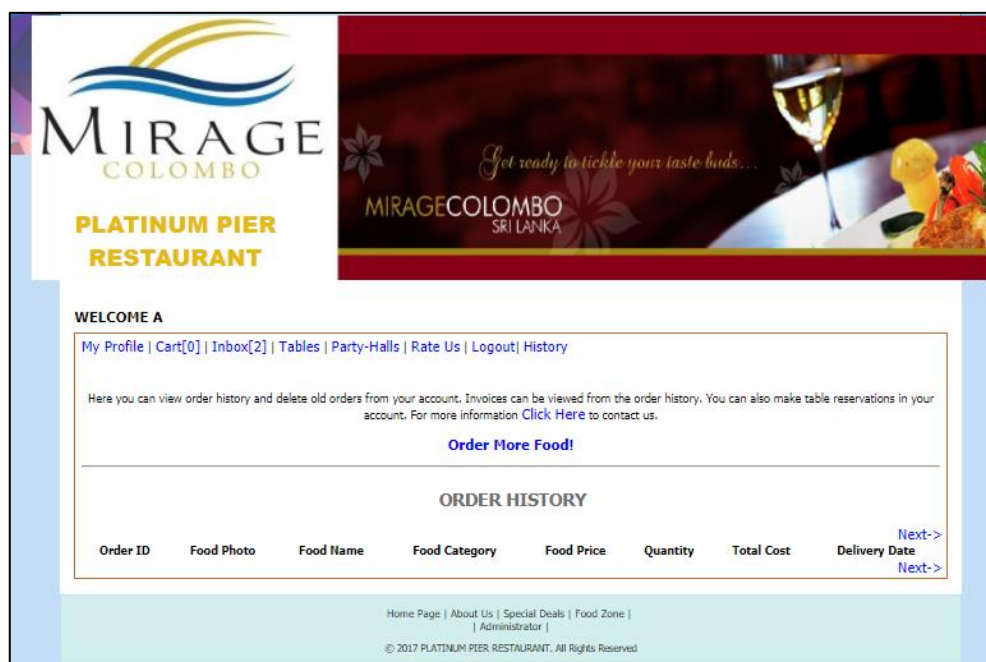 MIRAGE
COLOMBO
PLATINUM PIER
RESTAURANT
Get ready to tickle your taste buds...
MIRAGECOLOMBO
SRI LANKA
WELCOME A
My Profile | Cart[0] | Inbox[2] | Tables | Party-Halls | Rate Us | Logout| History
Here you can view order history and delete old orders from your account. Invoices can be viewed from the order history. You can also make table reservations in your
account. For more information Click Here to contact us.
Order More Food!
ORDER HISTORY
Next->
Order ID Food Photo Food Name Food Category Food Price Quantity Total Cost Delivery Date
Next->
Home Page | About Us | Special Deals | Food Zone |
| Administrator |
© 2017 PLATINUM PIER RESTAURANT. All Rights Reserved